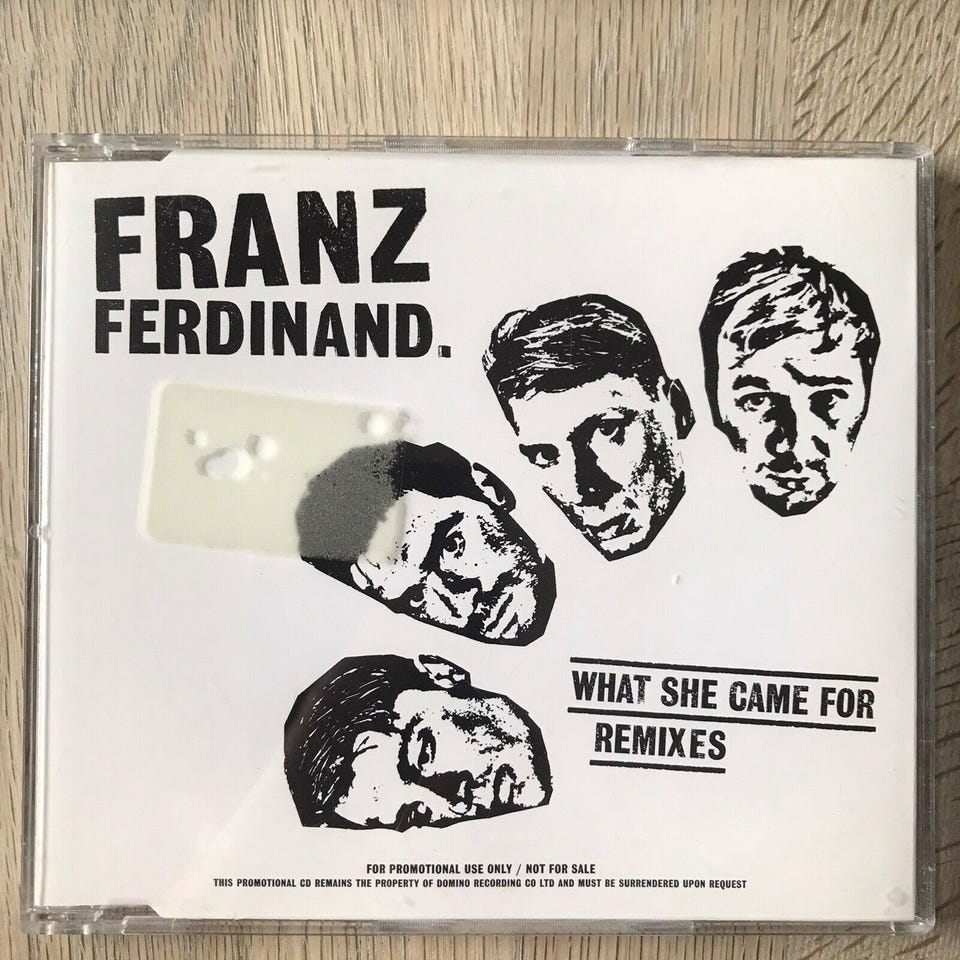 FRANZ
FERDINAND.
WHAT SHE CAME FOR
REMIXES
FOR PROMOTIONAL USE ONLY / NOT FOR SALE
THIS PROMOTIONAL CD REMAINS THE PROPERTY OF DOMINO RECORDING CO LTD AND MUST BE SURRENDERED UPON REQUEST